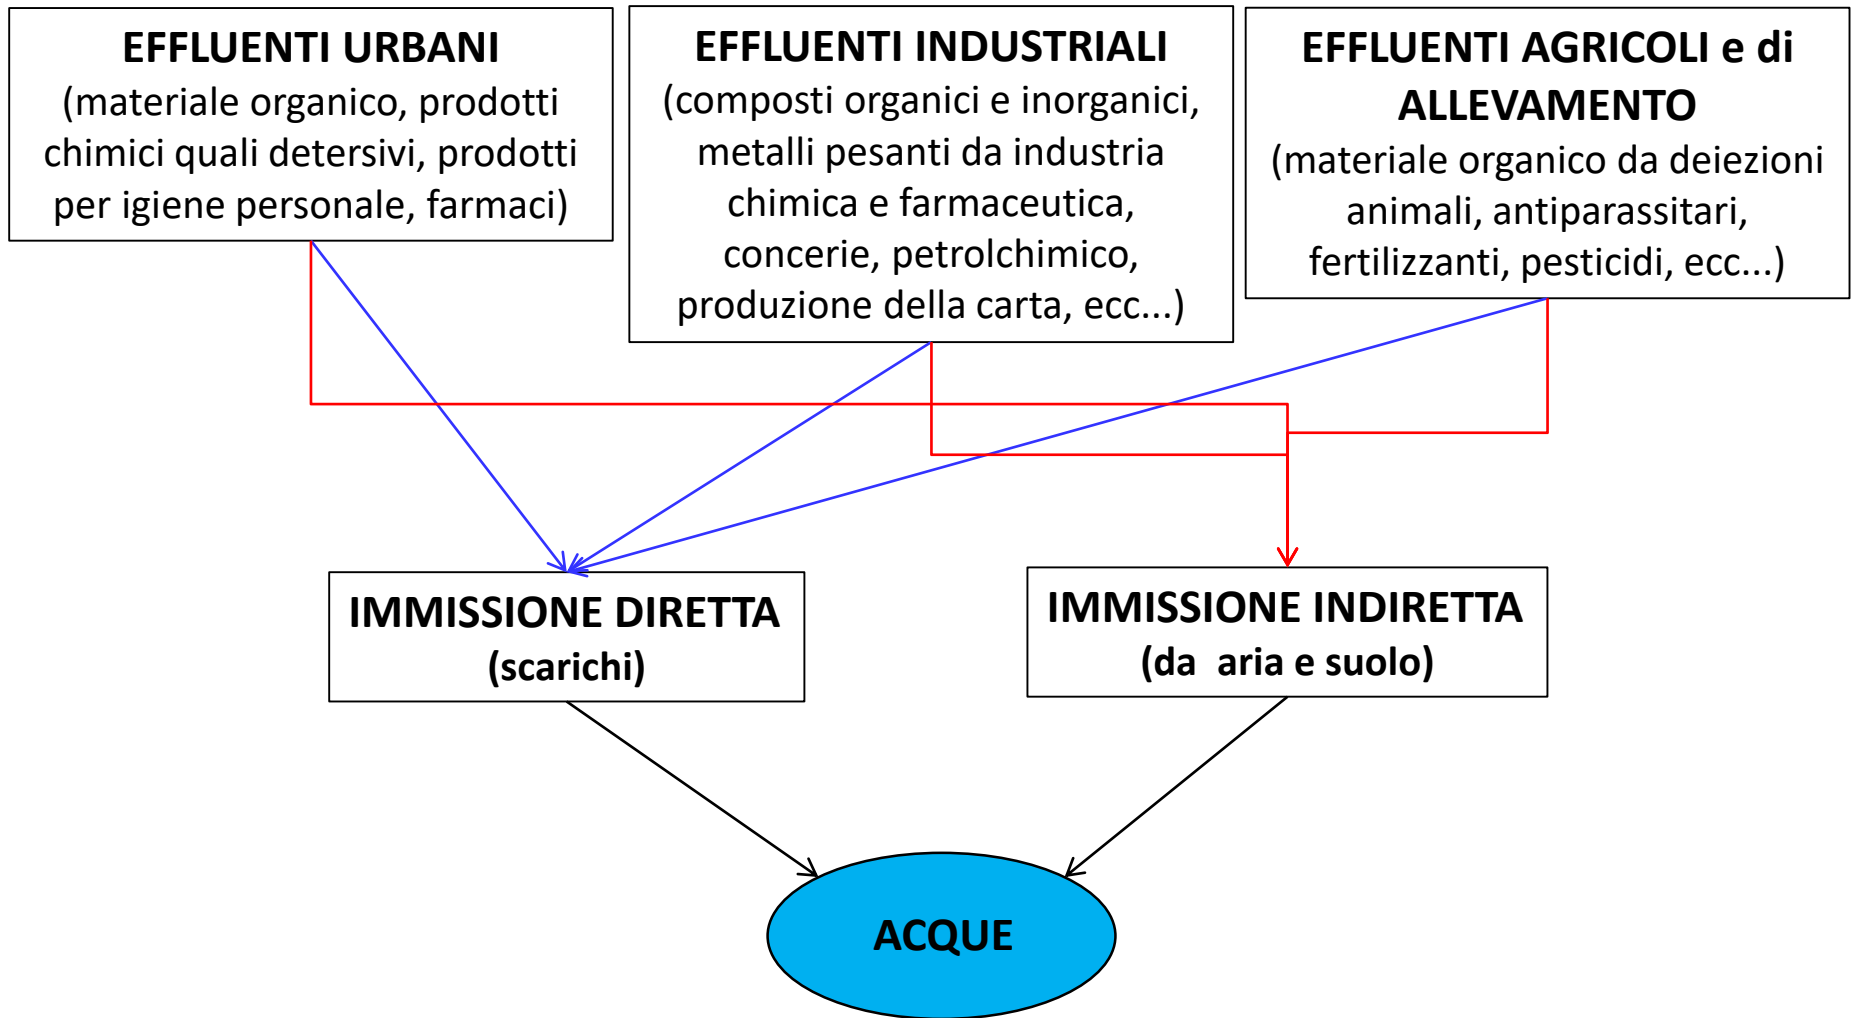 EFFLUENTI URBANI
(materiale organico, prodotti
chimici quali detersivi, prodotti
per igiene personale, farmaci)
EFFLUENTI INDUSTRIALI
(composti organici e inorganici,
metalli pesanti da industria
chimica e farmaceutica,
concerie, petrolchimico,
produzione della carta, ecc...)
EFFLUENTI AGRICOLI e di
ALLEVAMENTO
(materiale organico da deiezioni
animali, antiparassitari,
fertilizzanti, pesticidi, ecc...)
IMMISSIONE DIRETTA
(scarichi)
IMMISSIONE INDIRETTA
(da  aria e suolo)
ACQUE